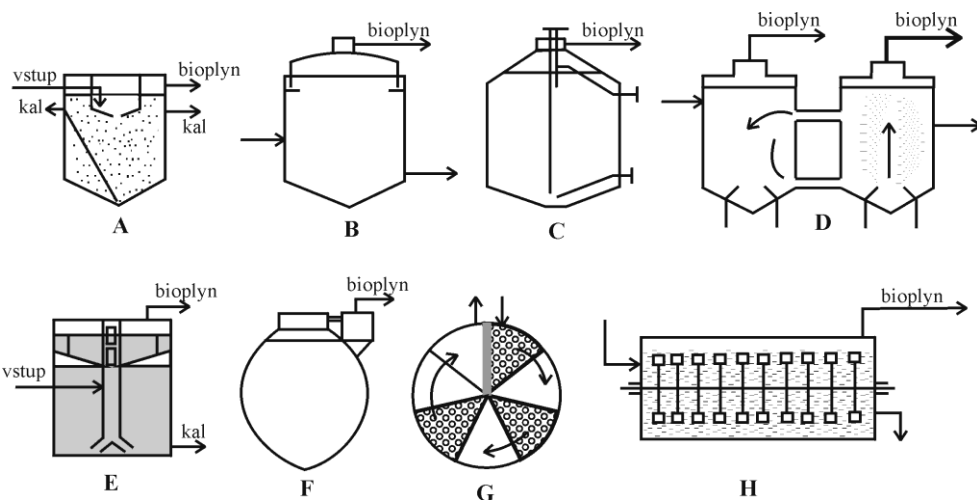 bioplyn
bioplyn
bioplyn
bioplyn
vstup
bioplyn
kal
kal
A
B
C
D
bioplyn
bioplyn
bioplyn
vstup
kal
E
F
G
H